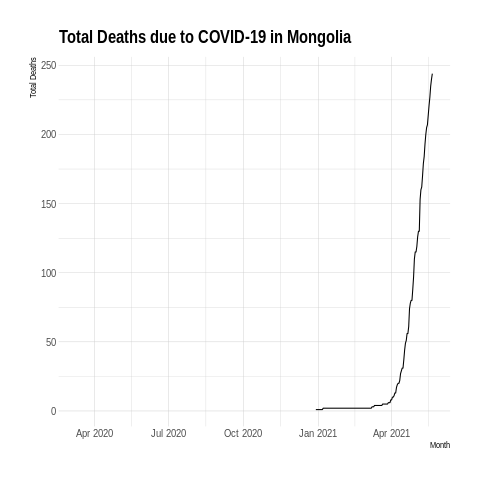 Total Deaths due to COVID-19 in Mongolia
Total Deaths
250
200
150
100
50
0
Apr 2020 Jul 2020 Oct 2020 Jan 2021 Apr 2021
Month